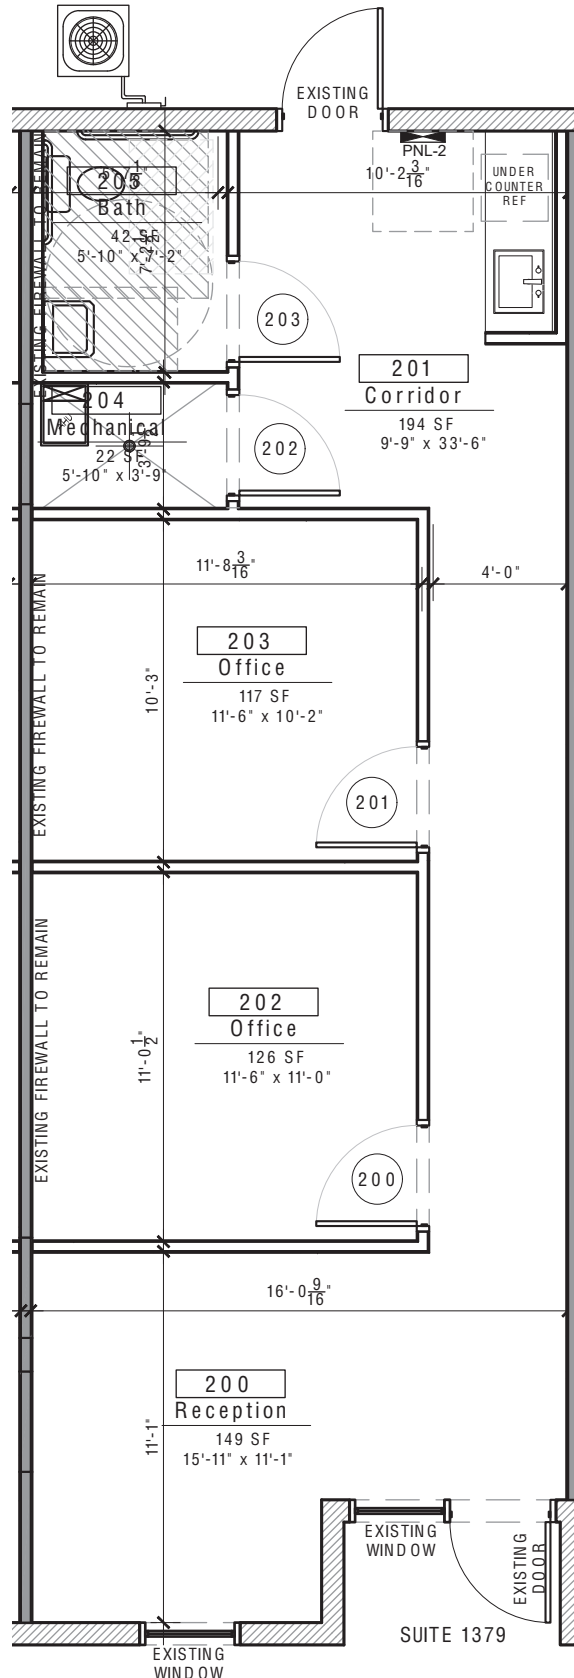 EXISTING
DOOR
PNL-2
10'-2 3/16"
UNDER
COUNTER
REF
205
Bath
42 SF
5'-10" x 7'-2"
EXISTING FIREWALL TO REMAIN
203
201
Corridor
194 SF
9'-9" x 33'-6"
204
Mechanical
22 SF
5'-10" x 3'-9"
202
11'-8 3/16"
4'-0"
203
Office
117 SF
11'-6" x 10'-2"
10'-3"
EXISTING FIREWALL TO REMAIN
201
202
Office
126 SF
11'-6" x 11'-0"
11'-0 1/2"
EXISTING FIREWALL TO REMAIN
200
16'-0 9/16"
200
Reception
149 SF
15'-11" x 11'-1"
11'-1"
EXISTING
WINDOW
EXISTING
DOOR
SUITE 1379
EXISTING
WINDOW